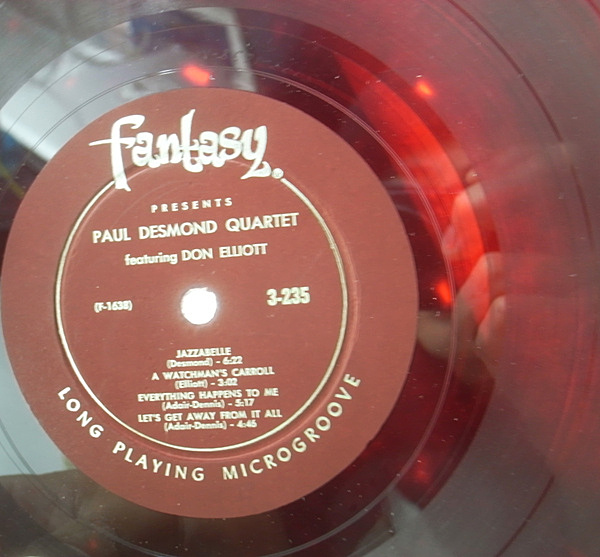 fantasy.
PRESENTS
PAUL DESMOND QUARTET
featuring DON ELLIOTT
(F-1638)
3-235
JAZZABELLE
(Desmond) - 6:22
A WATCHMAN'S CARROLL
(Elliott) - 3:02
EVERYTHING HAPPENS TO ME
(Adair-Dennis) - 5:17
LET'S GET AWAY FROM IT ALL
(Adair-Dennis) - 4:45
LONG PLAYING MICROGROOVE